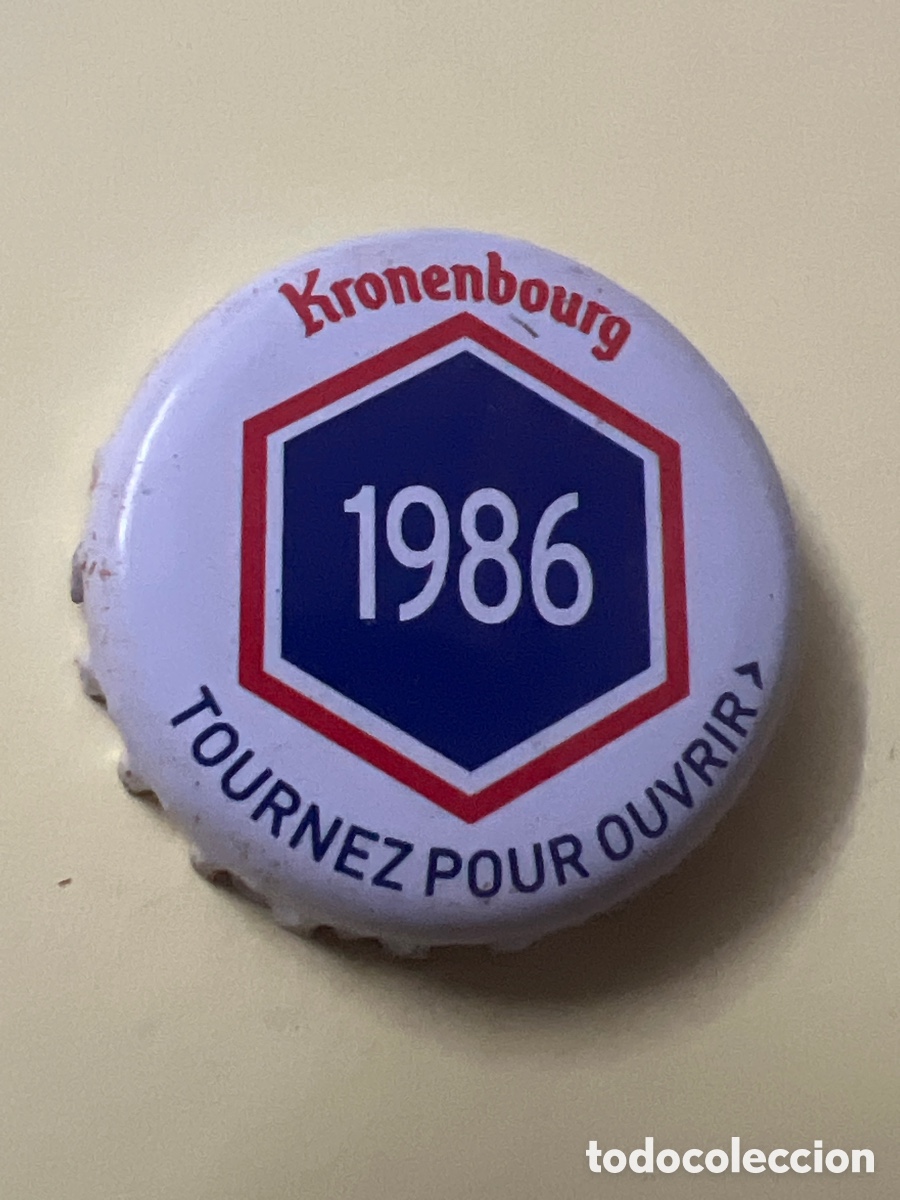 Kronenbourg
1986
TOURNEZ POUR OUVRIR >
todocoleccion